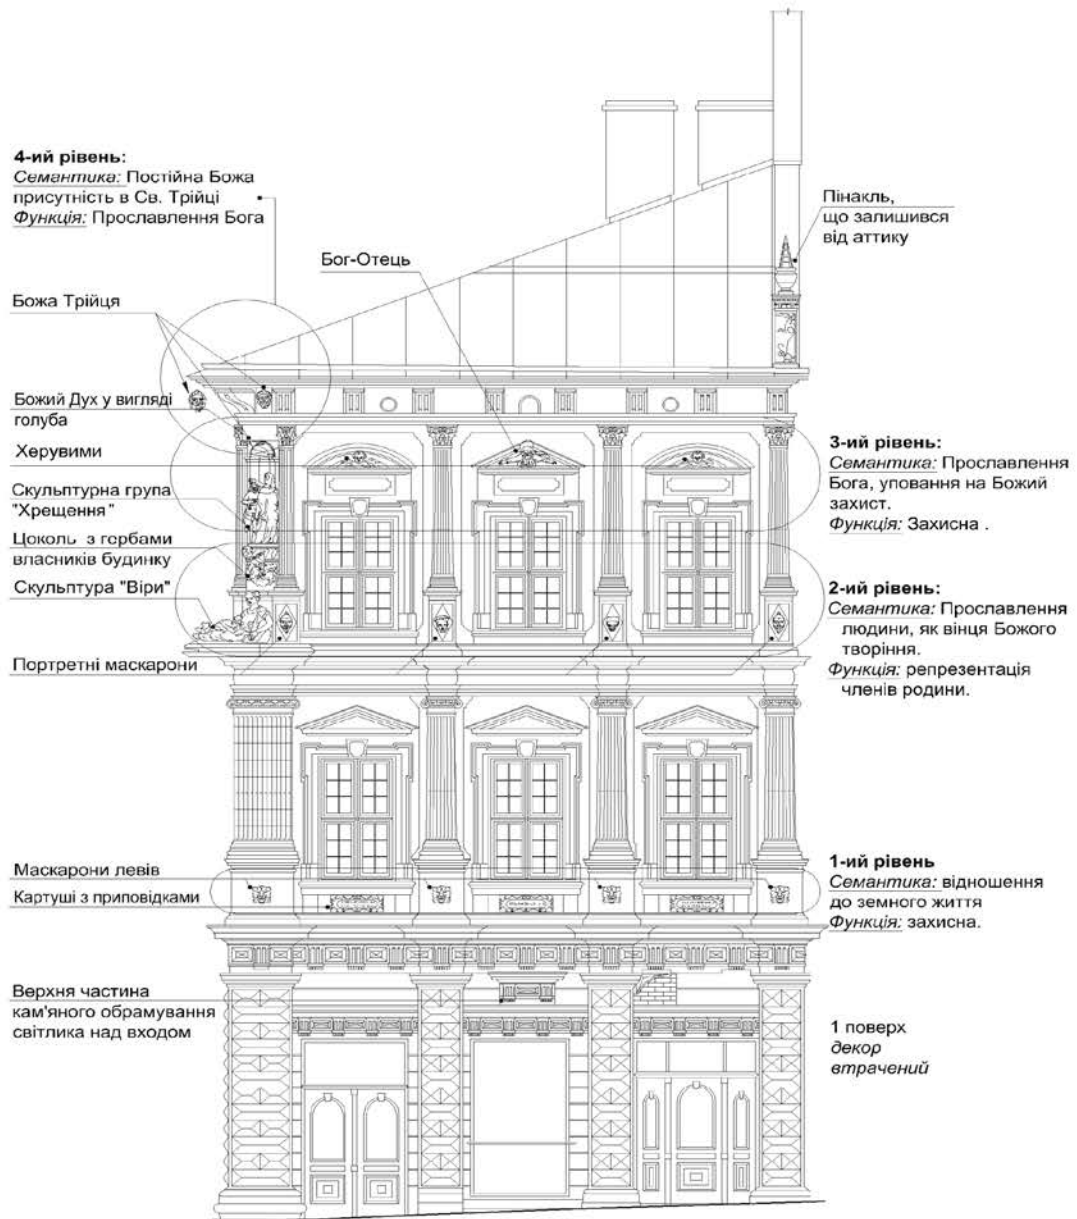 4-ий рівень:
Семантика: Постійна Божа
присутність в Св. Трійці
Функція: Прославлення Бога
Пінакль,
що залишився
від аттику
Бог-Отець
Божа Трійця
Божий Дух у вигляді
голуба
Херувими
Скульптурна група
"Хрещення"
Цоколь з гербами
власників будинку
Скульптура "Віри"
Портретні маскарони
3-ий рівень:
Семантика: Прославлення
Бога, уповання на Божий
захист.
Функція: Захисна .
2-ий рівень:
Семантика: Прославлення
людини, як вінця Божого
творіння.
Функція: репрезентація
членів родини.
Маскарони левів
Картуші з приповідками
1-ий рівень
Семантика: відношення
до земного життя
Функція: захисна.
Верхня частина
кам'яного обрамування
світлика над входом
1 поверх
декор
втрачений